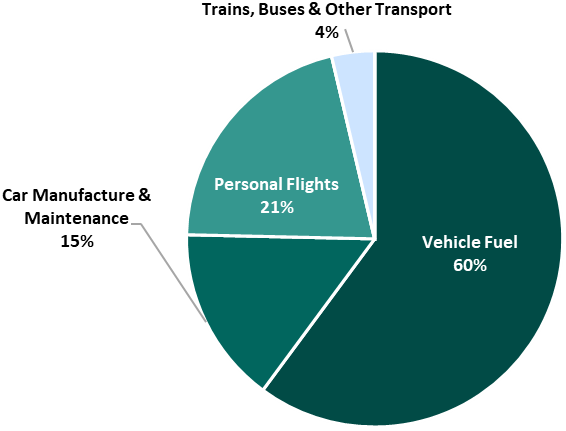 Trains, Buses & Other Transport
4%
Personal Flights
21%
Car Manufacture &
Maintenance
15%
Vehicle Fuel
60%